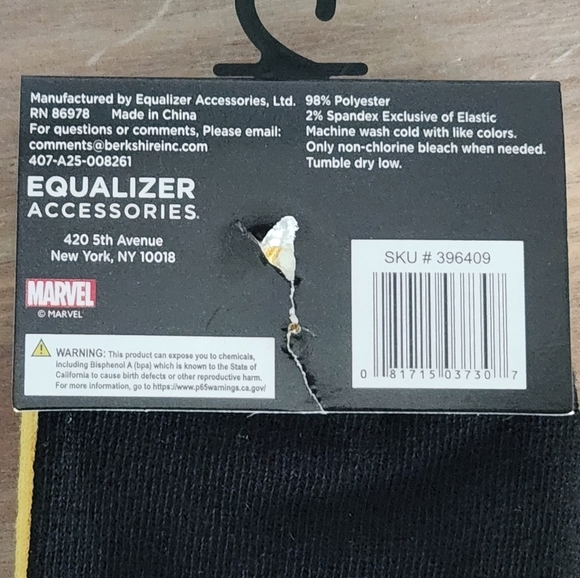 Manufactured by Equalizer Accessories, Ltd.
RN 86978 Made in China
For questions or comments, Please email:
comments@berkshireinc.com
407-A25-008261
98% Polyester
2% Spandex Exclusive of Elastic
Machine wash cold with like colors.
Only non-chlorine bleach when needed.
Tumble dry low.
EQUALIZER
ACCESSORIES.
420 5th Avenue
New York, NY 10018
MARVEL
© MARVEL
WARNING: This product can expose you to chemicals,
including Bisphenol A (bpa) which is known to the State of
California to cause birth defects or other reproductive harm.
For more information, go to https://www.p65warnings.ca.gov/
SKU # 396409
0 81715 03730 7